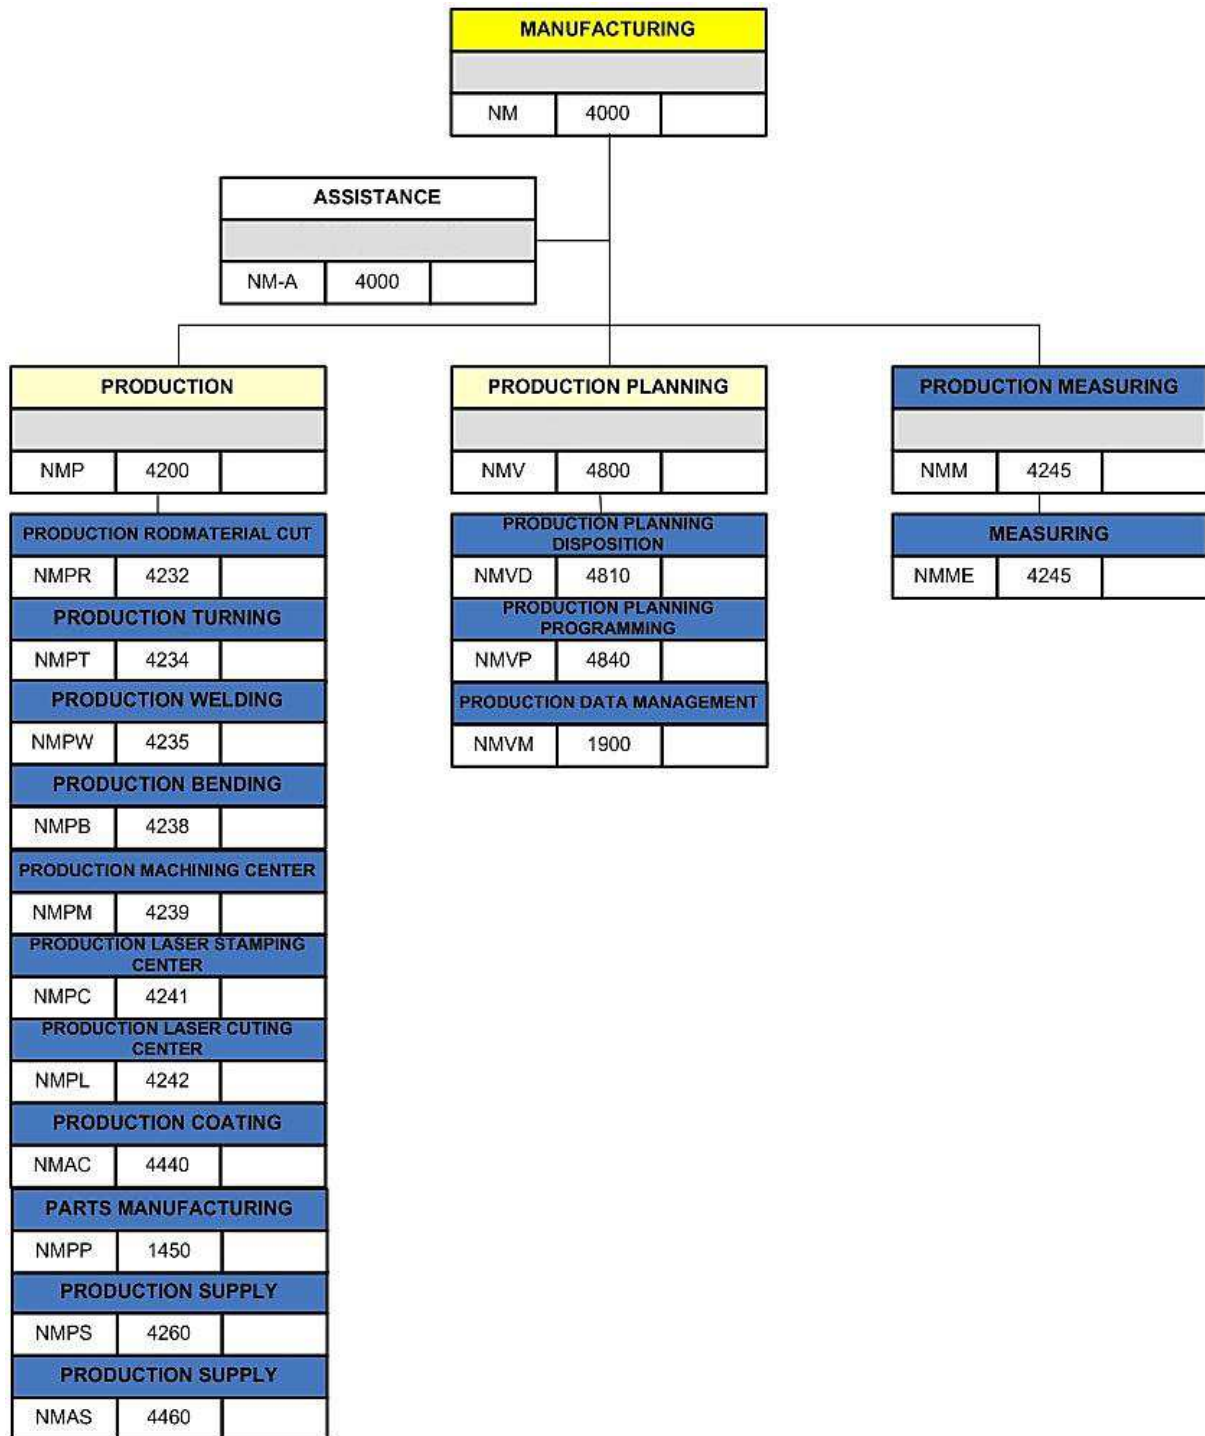 MANUFACTURING
NM 4000
ASSISTANCE
NM-A 4000
PRODUCTION
NMP 4200
PRODUCTION RODMATERIAL CUT
NMPR 4232
PRODUCTION TURNING
NMPT 4234
PRODUCTION WELDING
NMPW 4235
PRODUCTION BENDING
NMPB 4238
PRODUCTION MACHINING CENTER
NMPM 4239
PRODUCTION LASER STAMPING
CENTER
NMPC 4241
PRODUCTION LASER CUTING
CENTER
NMPL 4242
PRODUCTION COATING
NMAC 4440
PARTS MANUFACTURING
NMPP 1450
PRODUCTION SUPPLY
NMPS 4260
PRODUCTION SUPPLY
NMAS 4460
PRODUCTION PLANNING
NMV 4800
PRODUCTION PLANNING
DISPOSITION
NMVD 4810
PRODUCTION PLANNING
PROGRAMMING
NMVP 4840
PRODUCTION DATA MANAGEMENT
NMVM 1900
PRODUCTION MEASURING
NMM 4245
MEASURING
NMME 4245